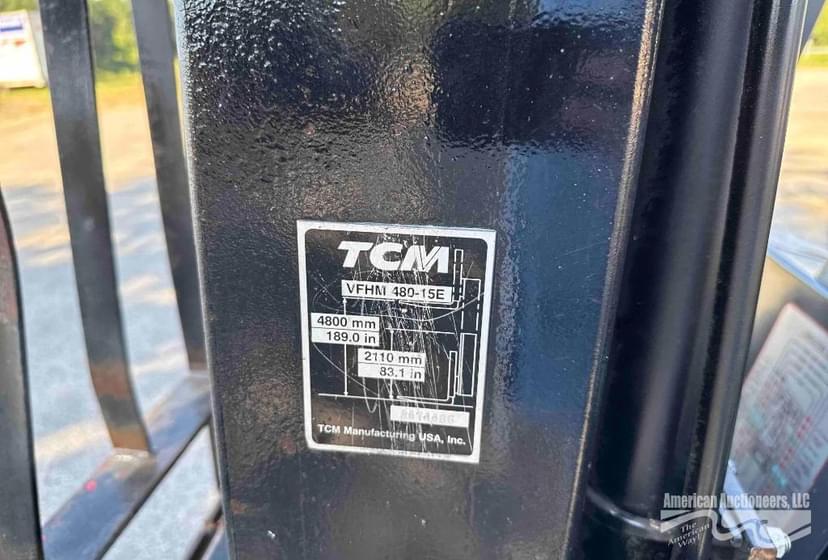 TCM
VFHM 480-15E
4800 mm
189.0 in
2110 mm
83.1 in
TCM Manufacturing USA, Inc.
American Auctioneers, LLC
The American Way!